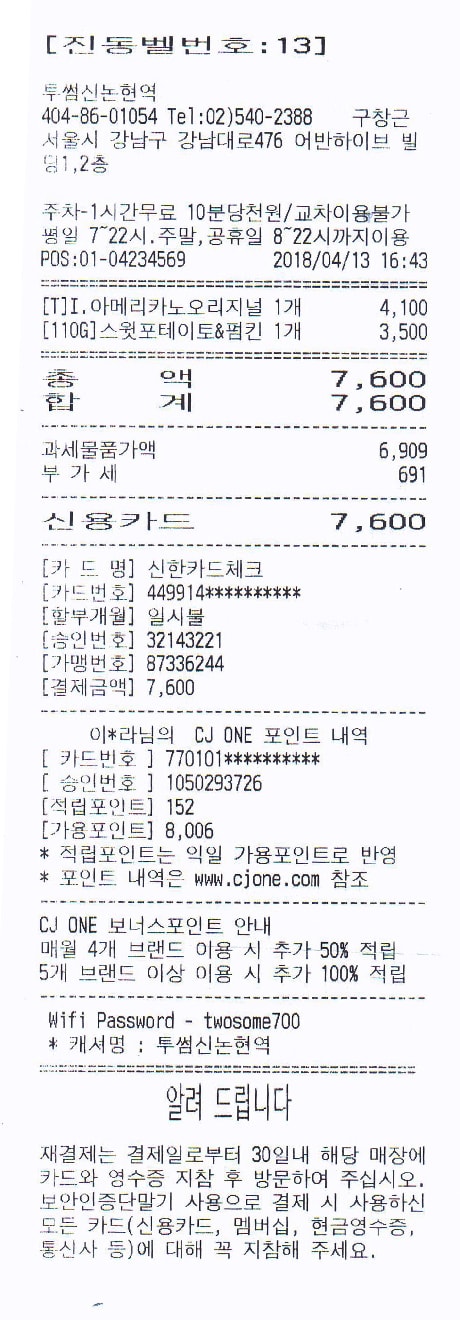 [진동벨번호:13]
투썸신논현역
404-86-01054 Tel:02)540-2388 구창근
서울시 강남구 강남대로476 어반하이브 빌
딩1,2층
주차-1시간무료 10분당천원/교차이용불가
평일 7~22시.주말,공휴일 8~22시까지이용
POS:01-04234569 2018/04/13 16:43
[T]I.아메리카노오리지널 1개 4,100
[110G]스윗포테이토&펌킨 1개 3,500
총 액 7,600
합 계 7,600
과세물품가액 6,909
부 가 세 691
신용카드 7,600
[카 드 명] 신한카드체크
[카드번호] 449914**********
[할부개월] 일시불
[승인번호] 32143221
[가맹번호] 87336244
[결제금액] 7,600
이*라님의 CJ ONE 포인트 내역
[ 카드번호 ] 770101**********
[ 승인번호 ] 1050293726
[적립포인트] 152
[가용포인트] 8,006
* 적립포인트는 익일 가용포인트로 반영
* 포인트 내역은 www.cjone.com 참조
CJ ONE 보너스포인트 안내
매월 4개 브랜드 이용 시 추가 50% 적립
5개 브랜드 이상 이용 시 추가 100% 적립
Wifi Password - twosome700
* 캐셔명 : 투썸신논현역
알려 드립니다
재결제는 결제일로부터 30일내 해당 매장에
카드와 영수증 지참 후 방문하여 주십시오.
보안인증단말기 사용으로 결제 시 사용하신
모든 카드(신용카드, 멤버십, 현금영수증,
통신사 등)에 대해 꼭 지참해 주세요.